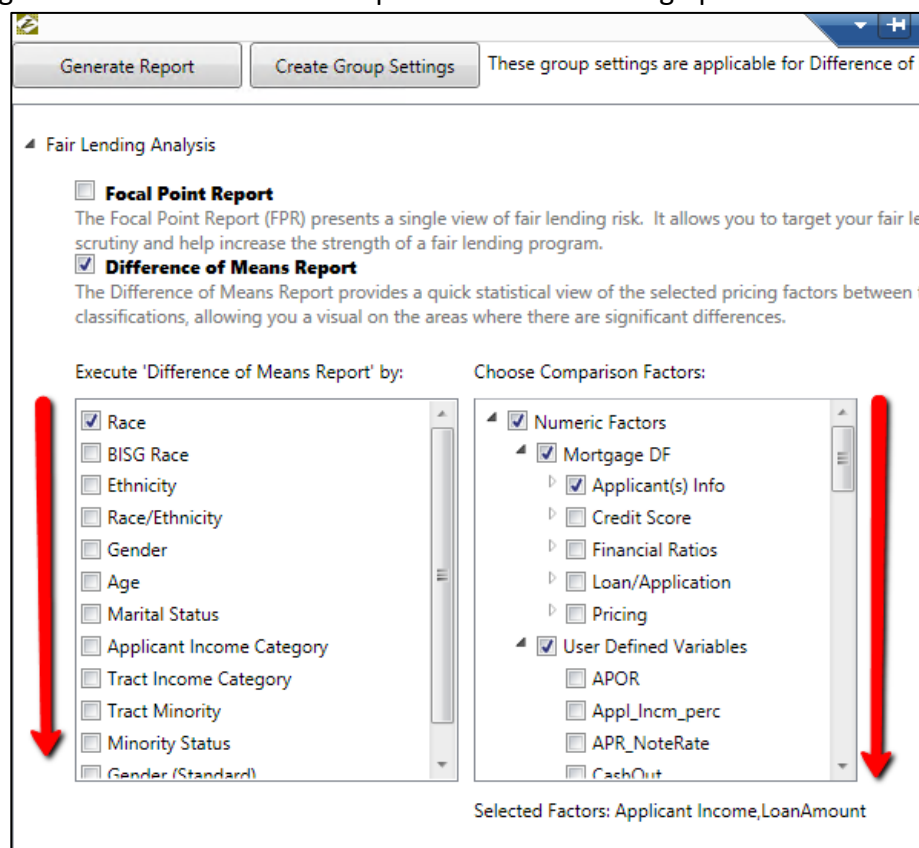 Generate Report
Create Group Settings
These group settings are applicable for Difference of
Fair Lending Analysis
Focal Point Report
The Focal Point Report (FPR) presents a single view of fair lending risk. It allows you to target your fair
scrutiny and help increase the strength of a fair lending program.
Difference of Means Report
The Difference of Means Report provides a quick statistical view of the selected pricing factors between
classifications, allowing you a visual on the areas where there are significant differences.
Execute 'Difference of Means Report' by:
Race
BISG Race
Ethnicity
Race/Ethnicity
Gender
Age
Marital Status
Applicant Income Category
Tract Income Category
Tract Minority
Minority Status
Gender (Standard)
Choose Comparison Factors:
Numeric Factors
Mortgage DF
Applicant(s) Info
Credit Score
Financial Ratios
Loan/Application
Pricing
User Defined Variables
APOR
Appl_Incm_perc
APR_NoteRate
CashOut
Selected Factors: Applicant Income,LoanAmount